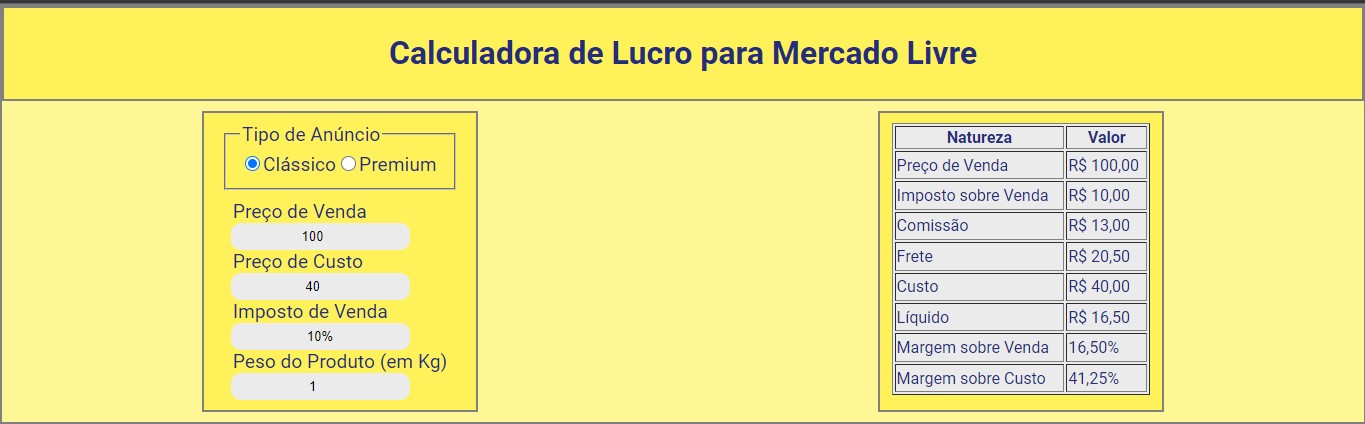 Calculadora de Lucro para Mercado Livre
Tipo de Anúncio
Clássico Premium
Preço de Venda
100
Preço de Custo
40
Imposto de Venda
10%
Peso do Produto (em Kg)
1
Natureza Valor
Preço de Venda R$ 100,00
Imposto sobre Venda R$ 10,00
Comissão R$ 13,00
Frete R$ 20,50
Custo R$ 40,00
Líquido R$ 16,50
Margem sobre Venda 16,50%
Margem sobre Custo 41,25%